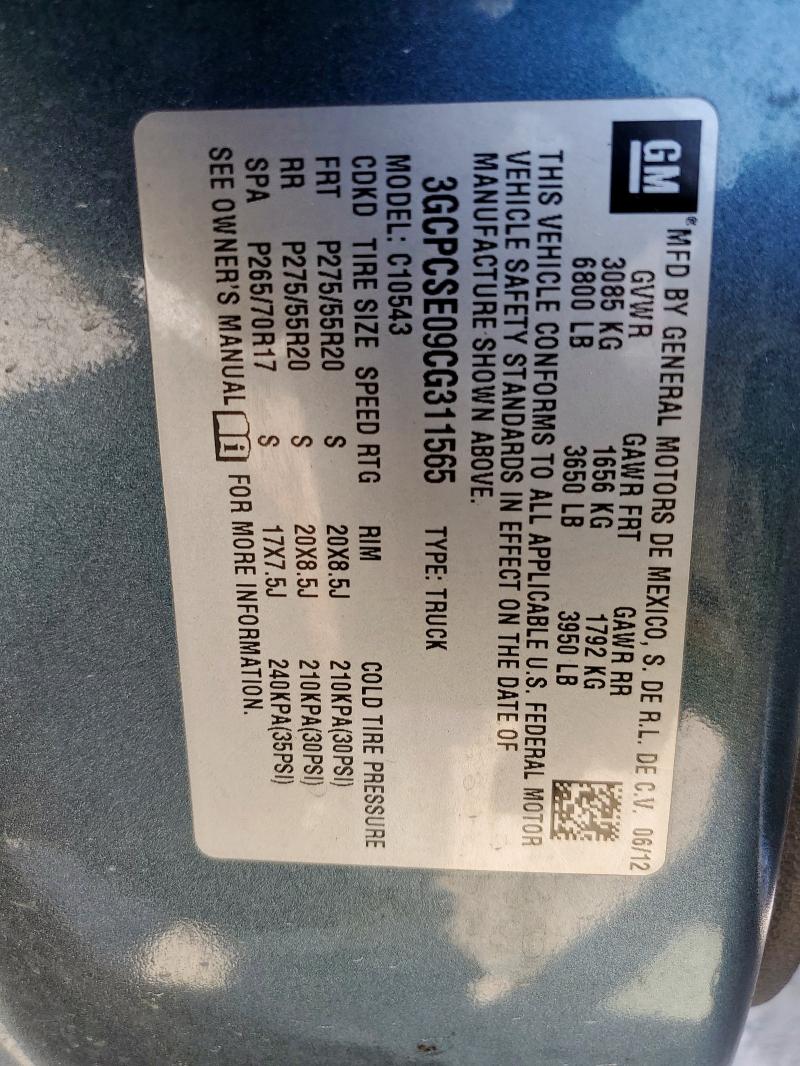 GM
®MFD BY GENERAL MOTORS DE MEXICO, S. DE R.L. DE C.V. 06/12
GVWR GAWR FRT GAWR RR
3085 KG 1656 KG 1792 KG
6800 LB 3650 LB 3950 LB
THIS VEHICLE CONFORMS TO ALL APPLICABLE U.S. FEDERAL MOTOR
VEHICLE SAFETY STANDARDS IN EFFECT ON THE DATE OF
MANUFACTURE SHOWN ABOVE.
3GCPCSE09CG311565 TYPE: TRUCK
MODEL: C10543
CDKD TIRE SIZE SPEED RTG RIM COLD TIRE PRESSURE
FRT P275/55R20 S 20X8.5J 210KPA(30PSI)
RR P275/55R20 S 20X8.5J 210KPA(30PSI)
SPA P265/70R17 S 17X7.5J 240KPA(35PSI)
SEE OWNER'S MANUAL i FOR MORE INFORMATION.